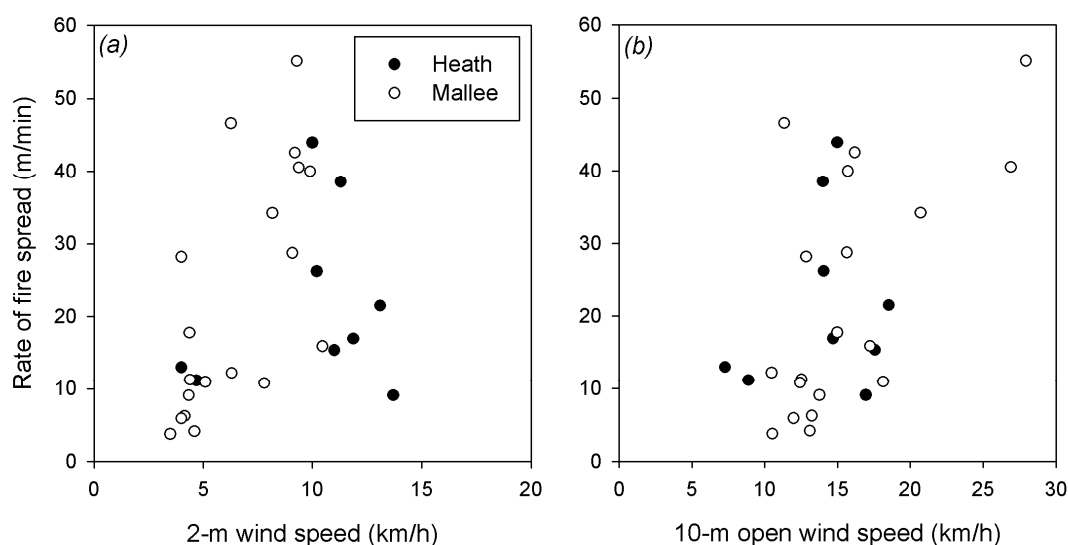 (a)
Heath
Mallee
Rate of fire spread (m/min)
60
50
40
30
20
10
0
0 5 10 15 20
2-m wind speed (km/h)
(b)
60
50
40
30
20
10
0
0 5 10 15 20 25 30
10-m open wind speed (km/h)